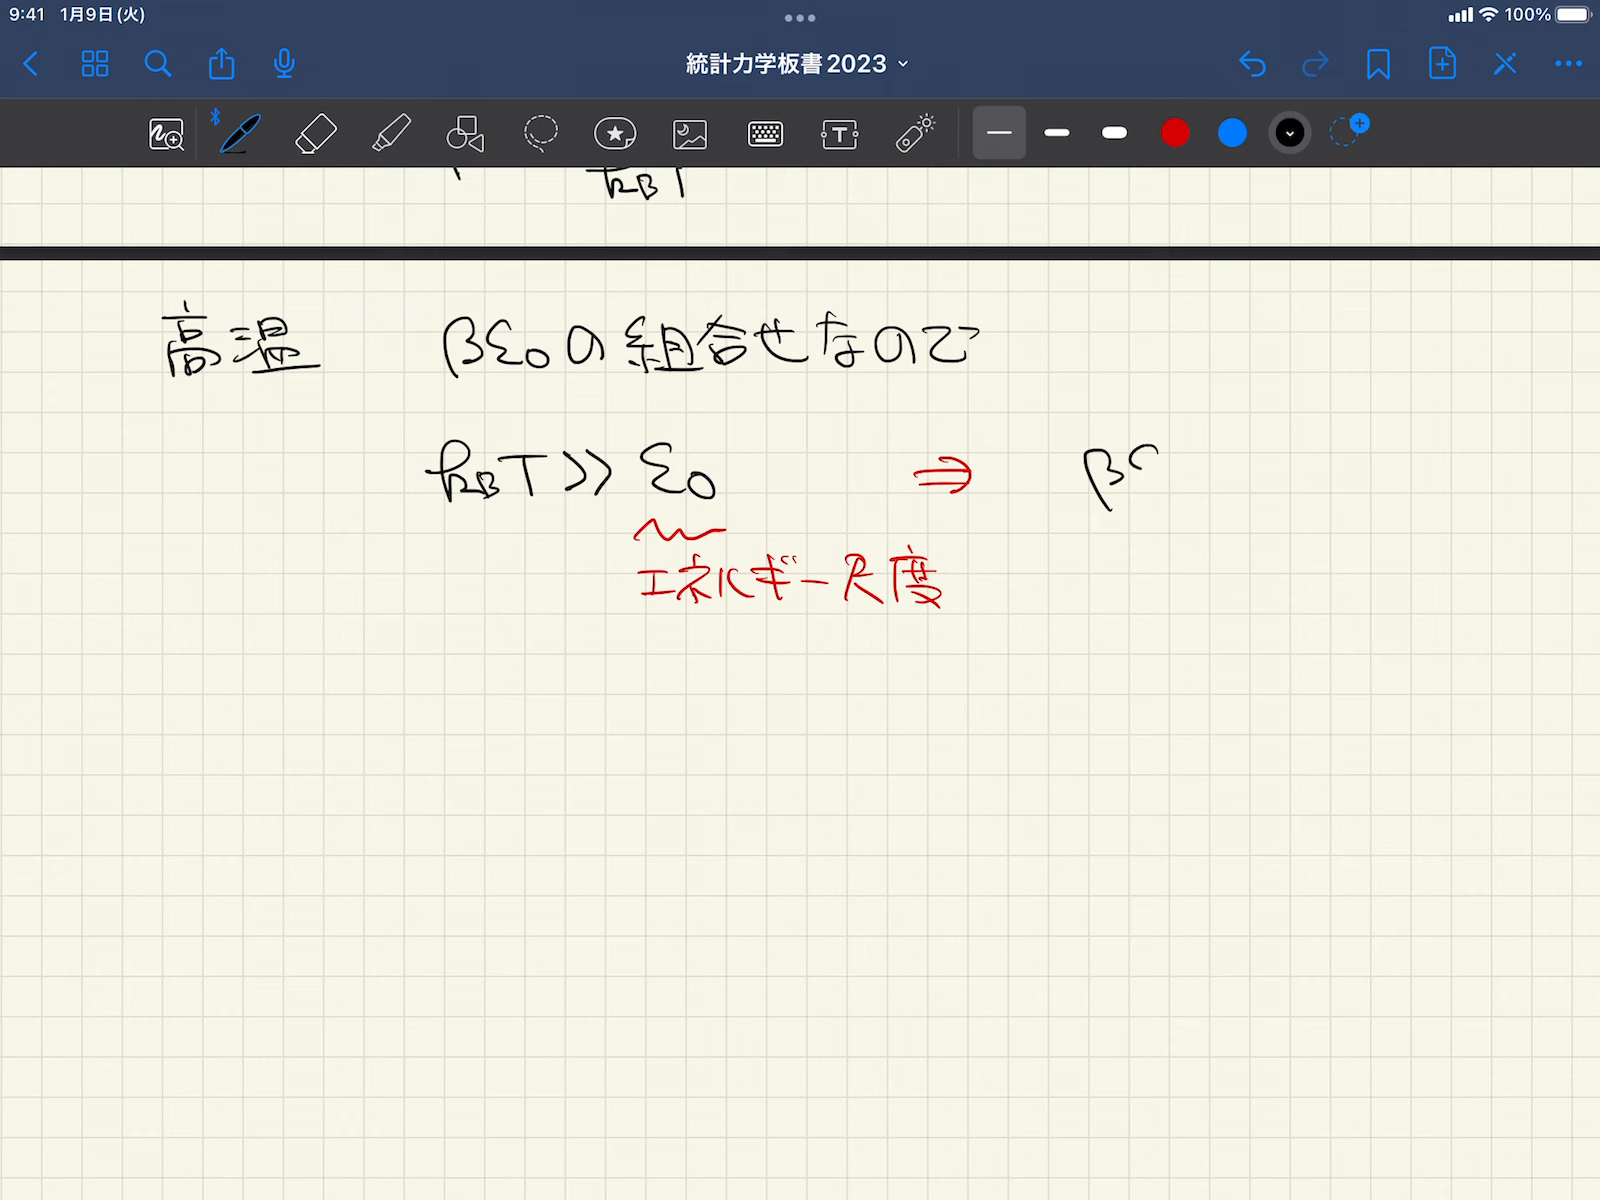 9:41 1月9日(火) 100%
統計力学板書2023
kBT
高温 βε0の組合せなので
kBT >> ε0 ⇒ β
エネルギー尺度